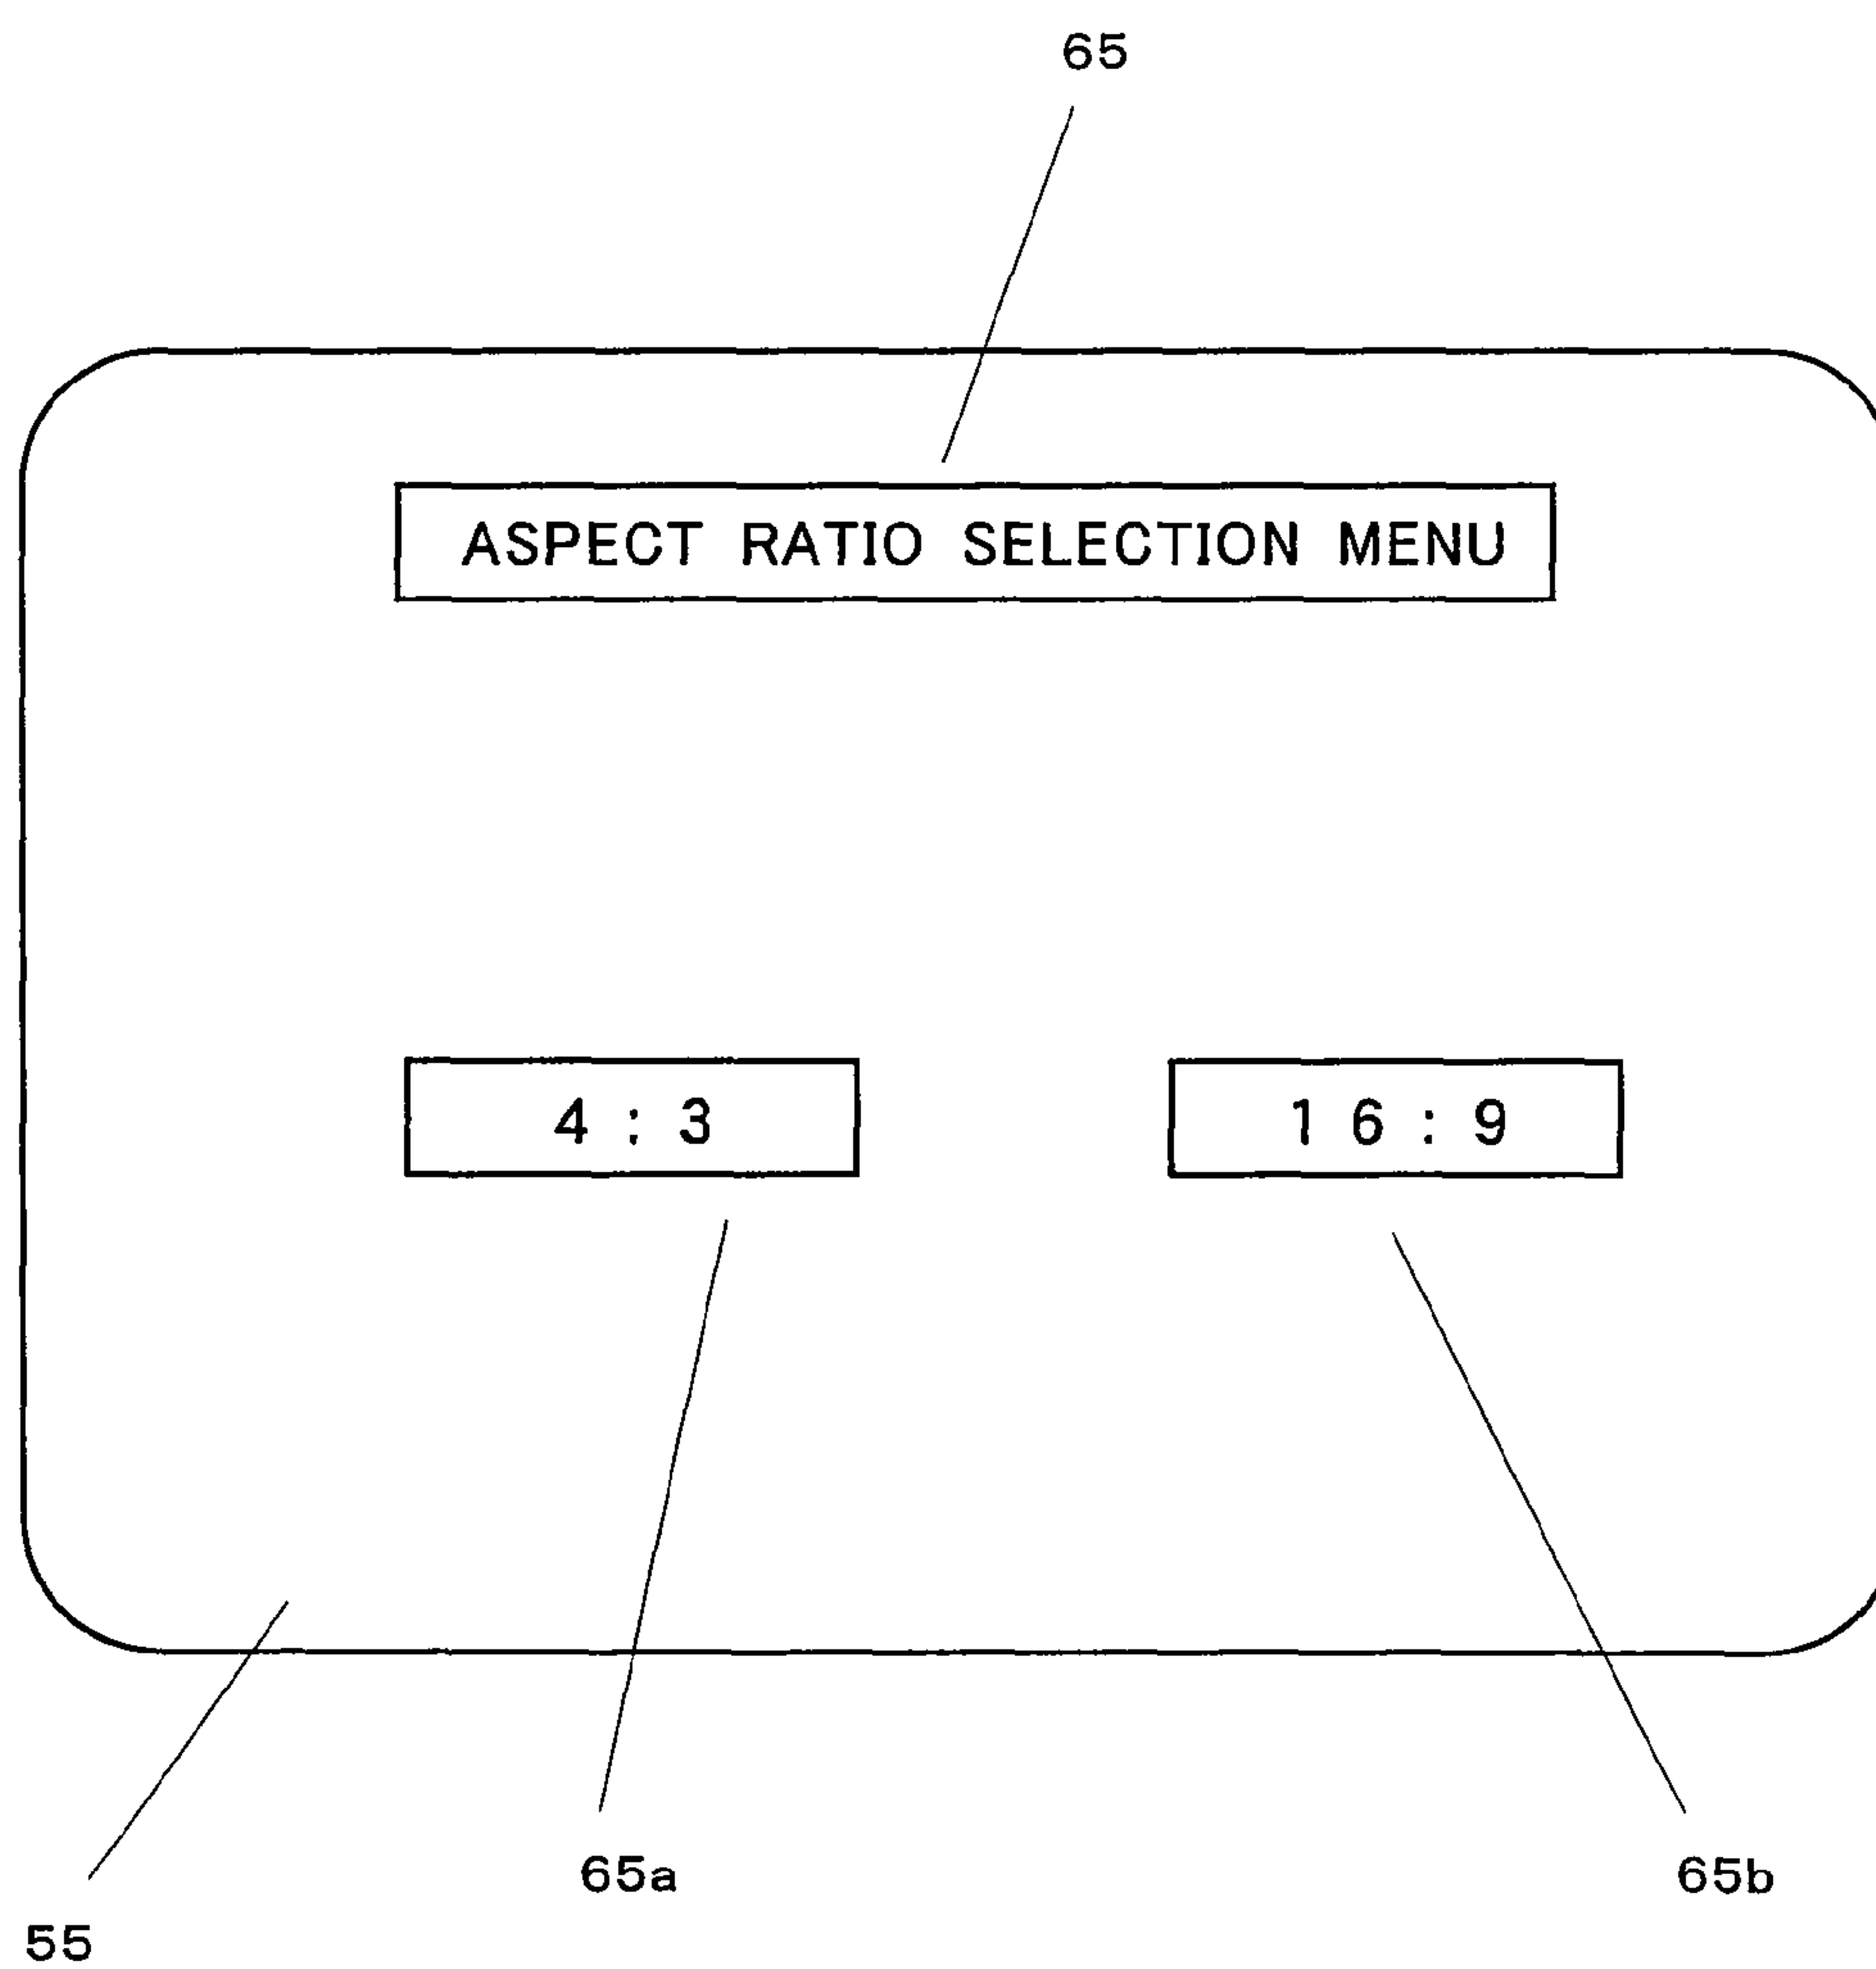 65
ASPECT RATIO SELECTION MENU
4 : 3
1 6 : 9
65a
65b
55